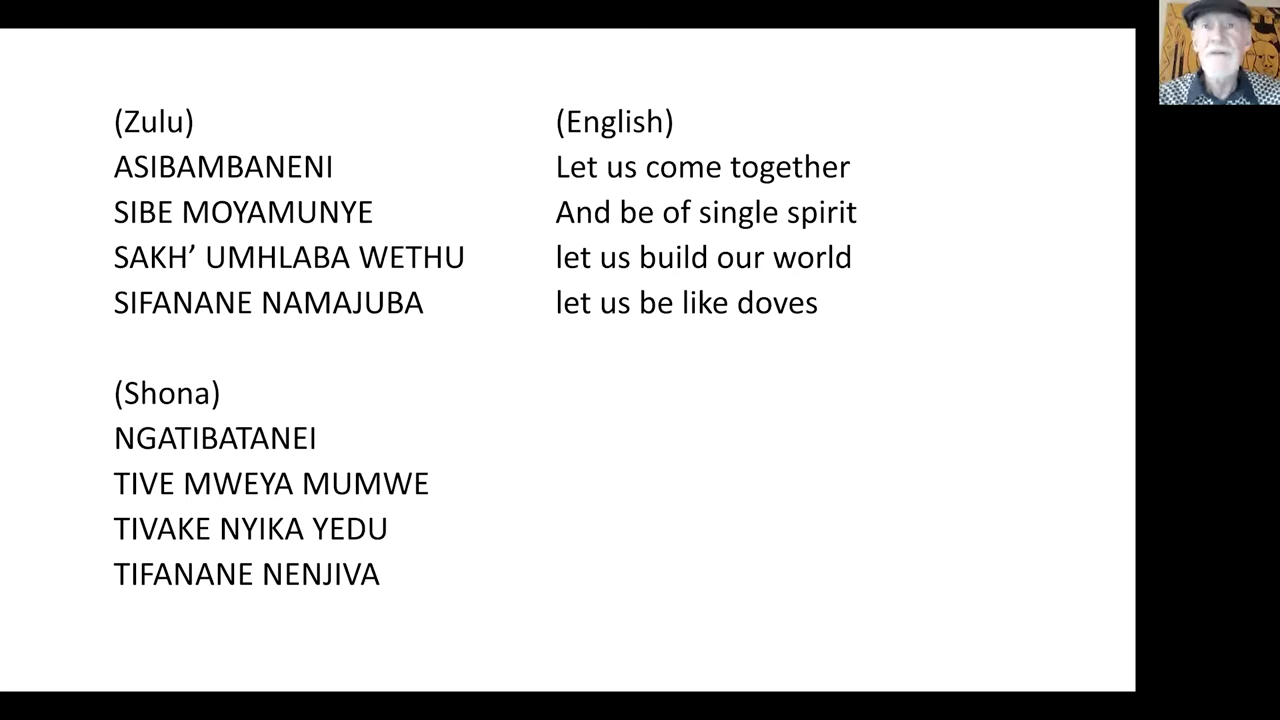 (Zulu)
ASIBAMBANENI
SIBE MOYAMUNYE
SAKH’ UMHLABA WETHU
SIFANANE NAMAJUBA
(English)
Let us come together
And be of single spirit
let us build our world
let us be like doves
(Shona)
NGATIBATANEI
TIVE MWEYA MUMWE
TIVAKE NYIKA YEDU
TIFANANE NENJIVA